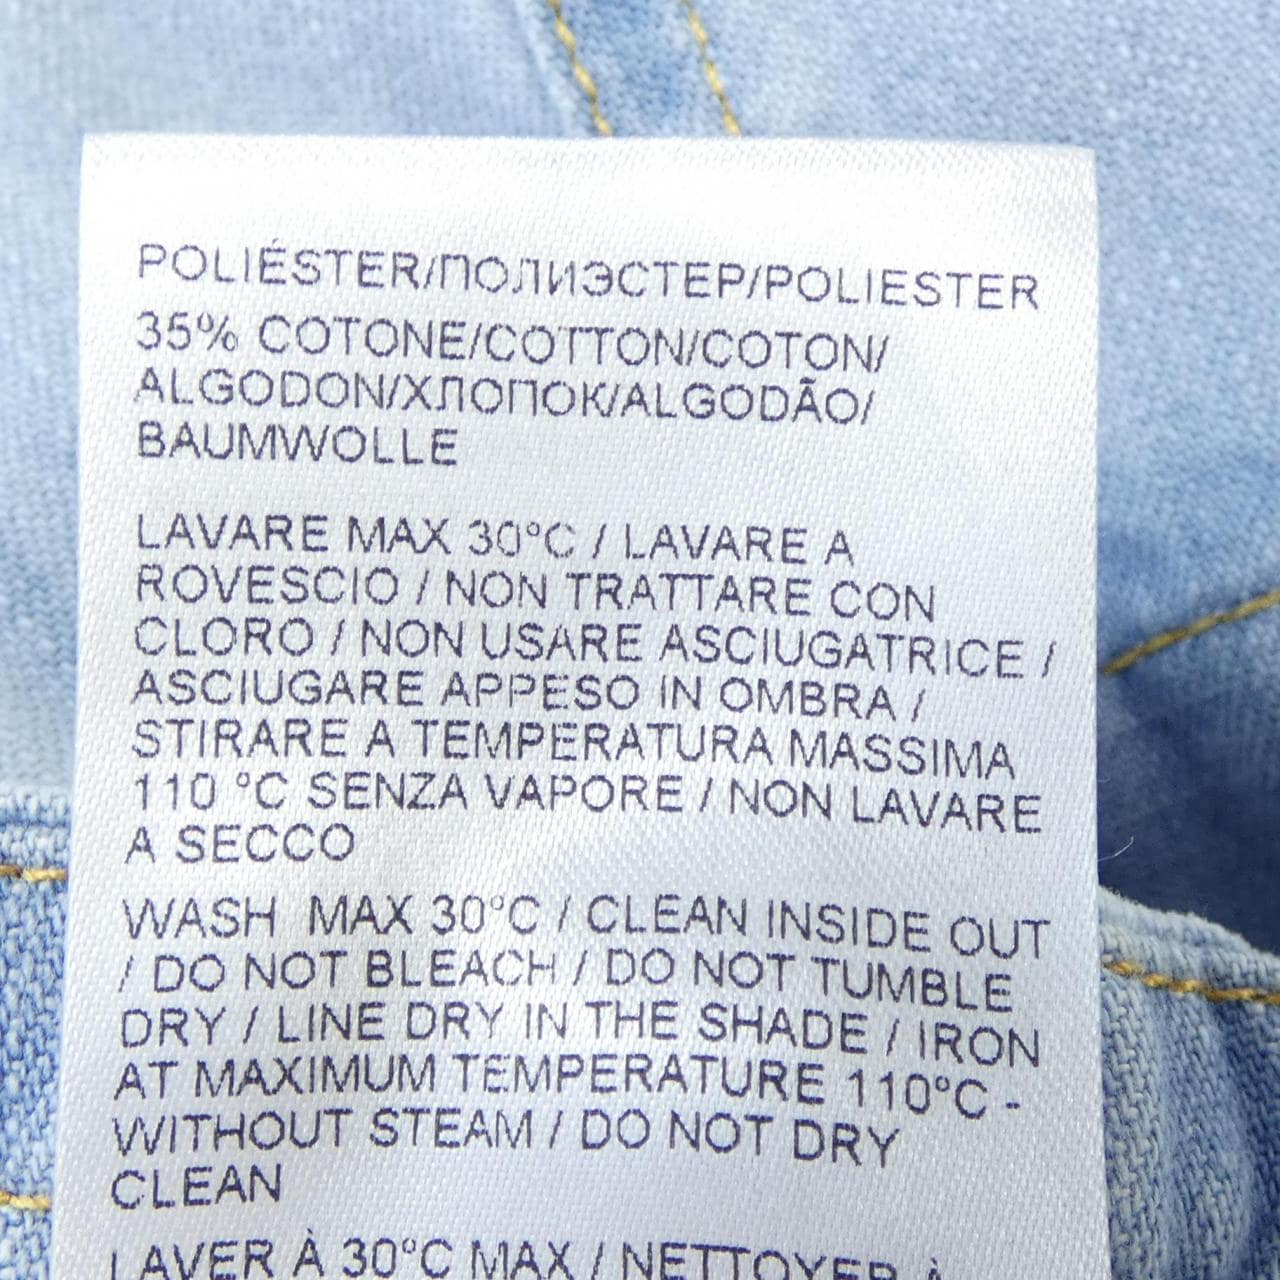 POLIÉSTER/ПОЛИЭСТЕР/POLIESTER
35% COTONE/COTTON/COTON/
ALGODON/ХЛОПОК/ALGODÃO/
BAUMWOLLE
LAVARE MAX 30°C / LAVARE A
ROVESCIO / NON TRATTARE CON
CLORO / NON USARE ASCIUGATRICE /
ASCIUGARE APPESO IN OMBRA /
STIRARE A TEMPERATURA MASSIMA
110 °C SENZA VAPORE / NON LAVARE
A SECCO
WASH MAX 30°C / CLEAN INSIDE OUT
/ DO NOT BLEACH / DO NOT TUMBLE
DRY / LINE DRY IN THE SHADE / IRON
AT MAXIMUM TEMPERATURE 110°C -
WITHOUT STEAM / DO NOT DRY
CLEAN
LAVER À 30°C MAX / NETTOYER À